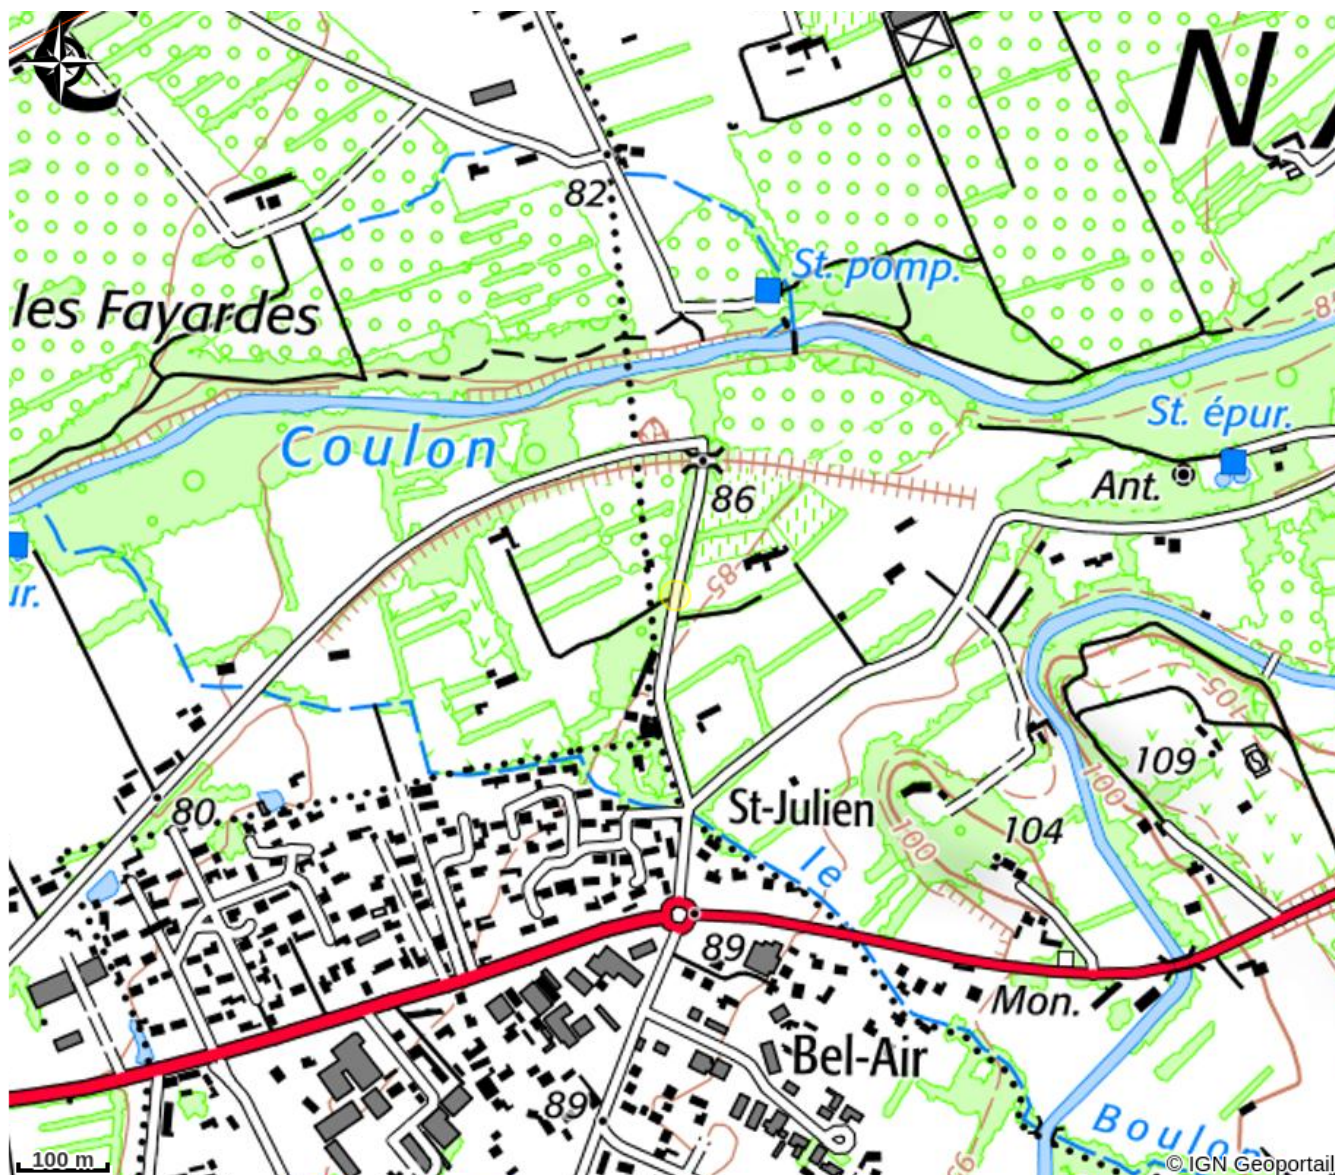 N
82
St. pomp.
les Fayardes
St. épur.
Coulon
Ant.
86
85
ur.
105
109
80
St-Julien
100
104
100
le
89
Mon.
Bel-Air
89
Boulon
100 m
© IGN Geoportail